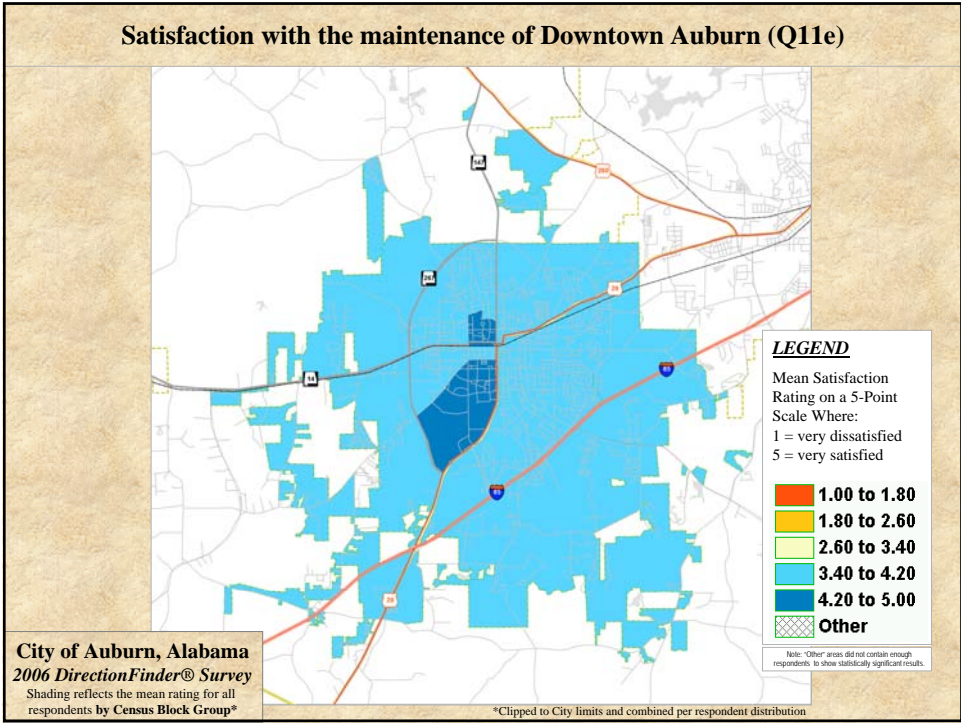 Satisfaction with the maintenance of Downtown Auburn (Q11e)
147
280
267
29
14
85
85
29
LEGEND
Mean Satisfaction
Rating on a 5-Point
Scale Where:
1 = very dissatisfied
5 = very satisfied
1.00 to 1.80
1.80 to 2.60
2.60 to 3.40
3.40 to 4.20
4.20 to 5.00
Other
Note: "Other" areas did not contain enough
respondents to show statistically significant results.
City of Auburn, Alabama
2006 DirectionFinder® Survey
Shading reflects the mean rating for all
respondents by Census Block Group*
*Clipped to City limits and combined per respondent distribution